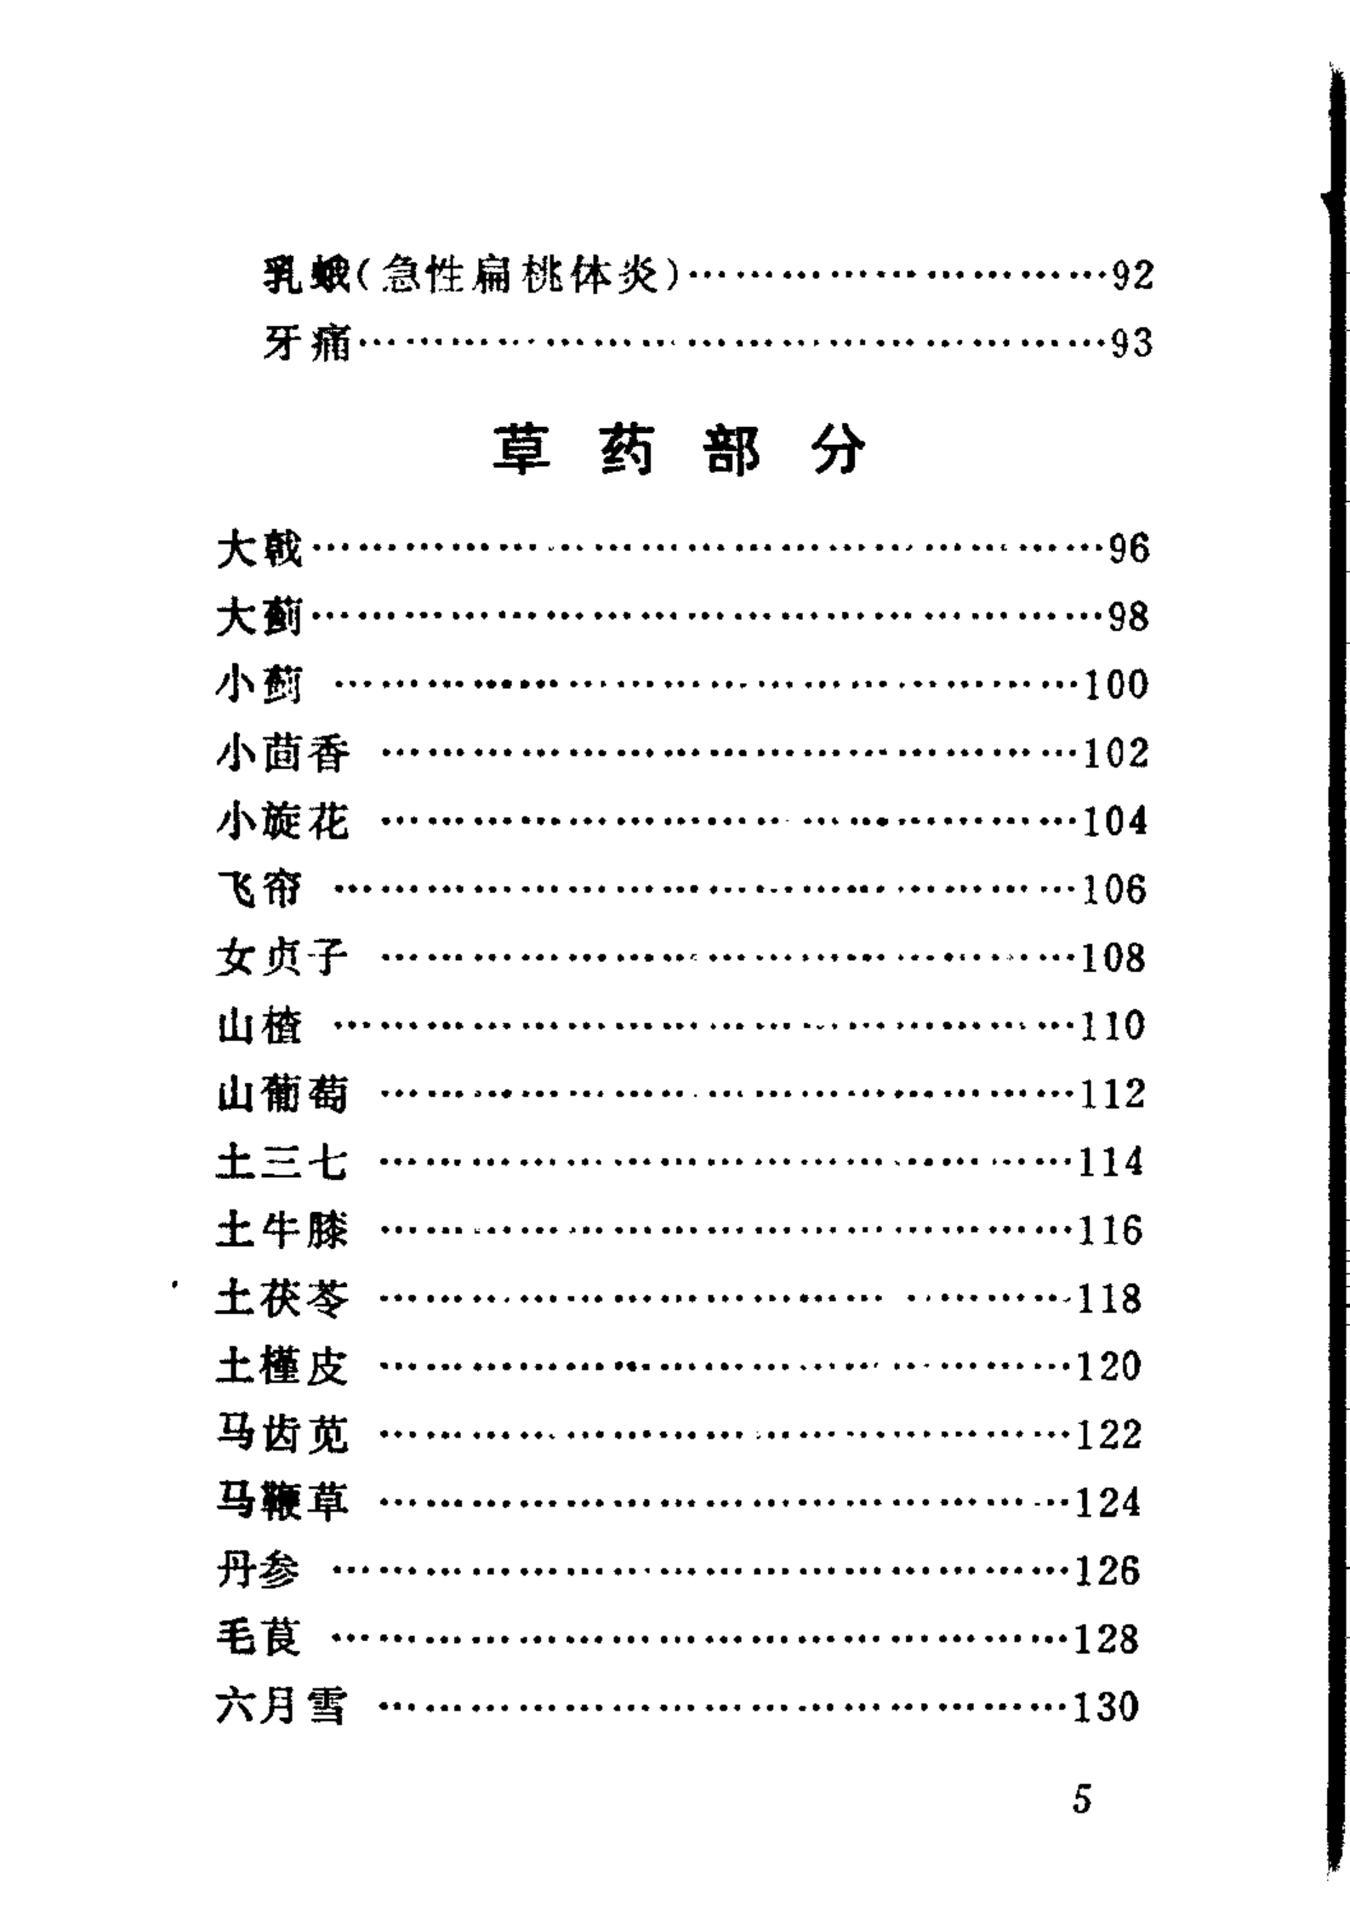 乳蛾(急性扁桃体炎)……………………92
牙痛……………………………………93
草药部分
大戟……………………………………96
大蓟……………………………………98
小蓟……………………………………100
小茴香…………………………………102
小旋花…………………………………104
飞帘……………………………………106
女贞子…………………………………108
山楂……………………………………110
山葡萄…………………………………112
土三七…………………………………114
土牛膝…………………………………116
土茯苓…………………………………118
土槿皮…………………………………120
马齿苋…………………………………122
马鞭草…………………………………124
丹参……………………………………126
毛茛……………………………………128
六月雪…………………………………130
5